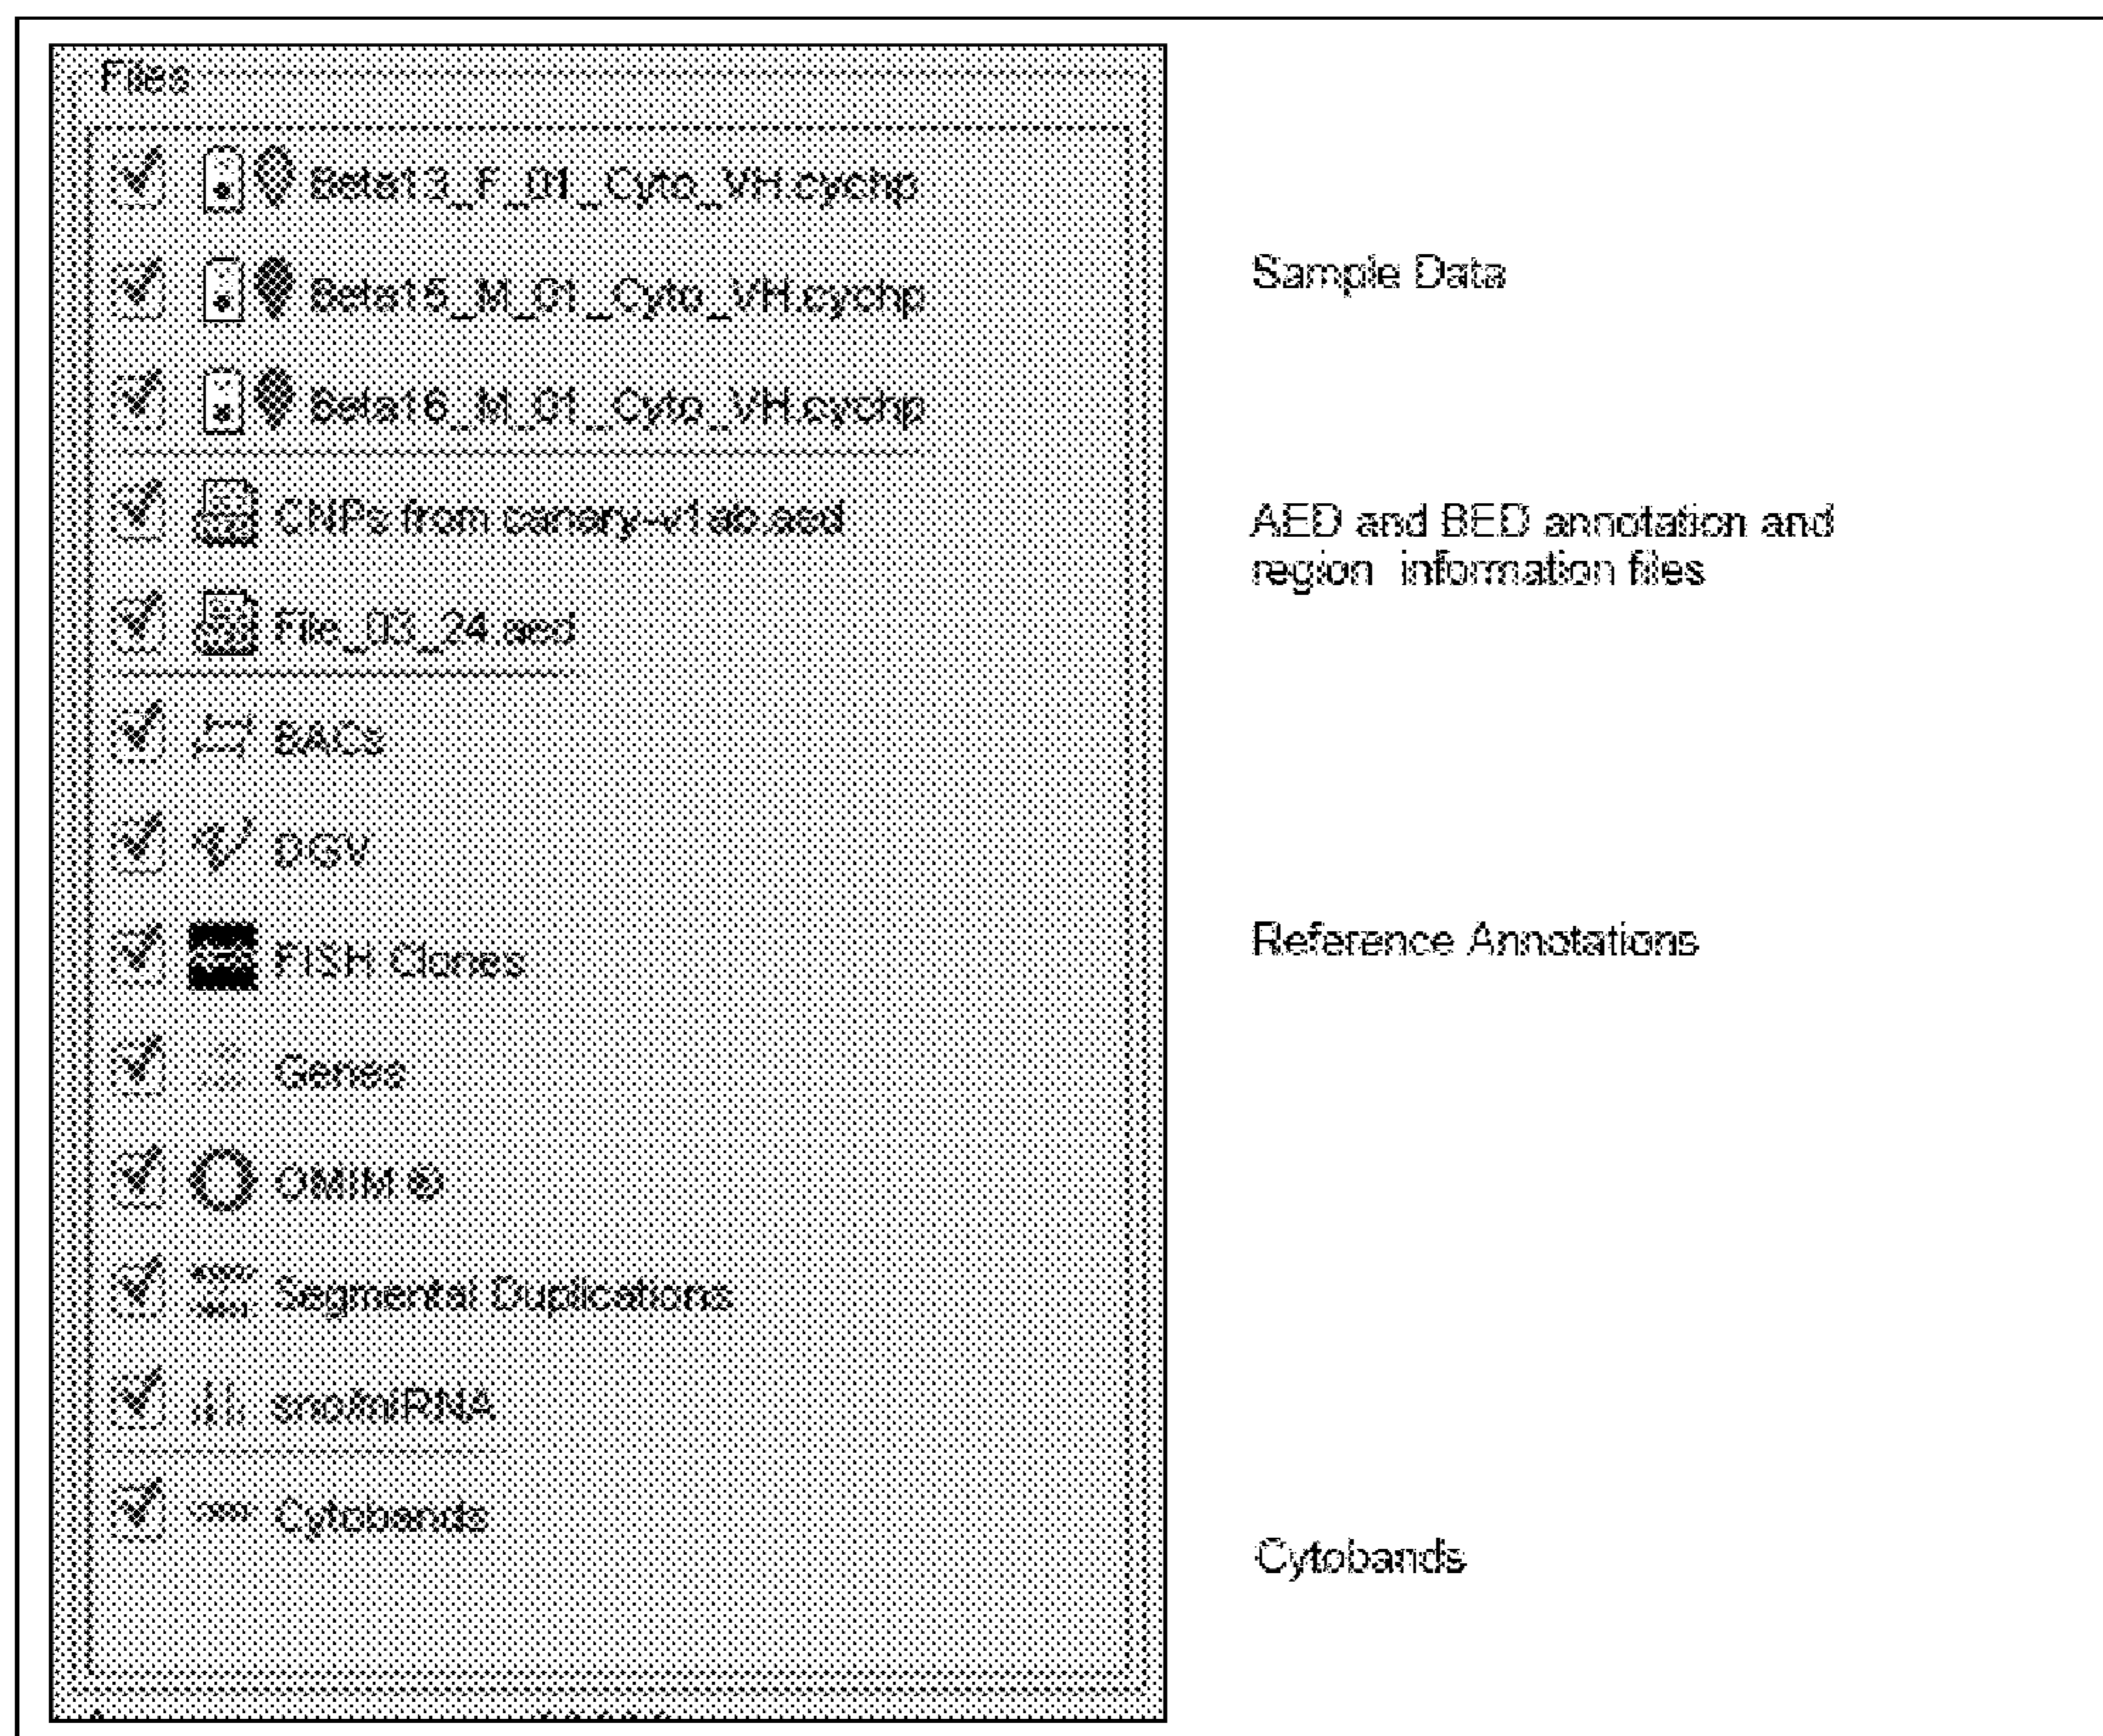 Files
Beta13_F_01_Cyto_VH.cychp
Beta15_M_01_Cyto_VH.cychp
Beta16_M_01_Cyto_VH.cychp
CNPs from canary-v1ab.aed
File_03_24.aed
BACs
DGV
FISH Clones
Genes
OMIM ®
Segmental Duplications
sno/miRNA
Cytobands
Sample Data
AED and BED annotation and
region information files
Reference Annotations
Cytobands